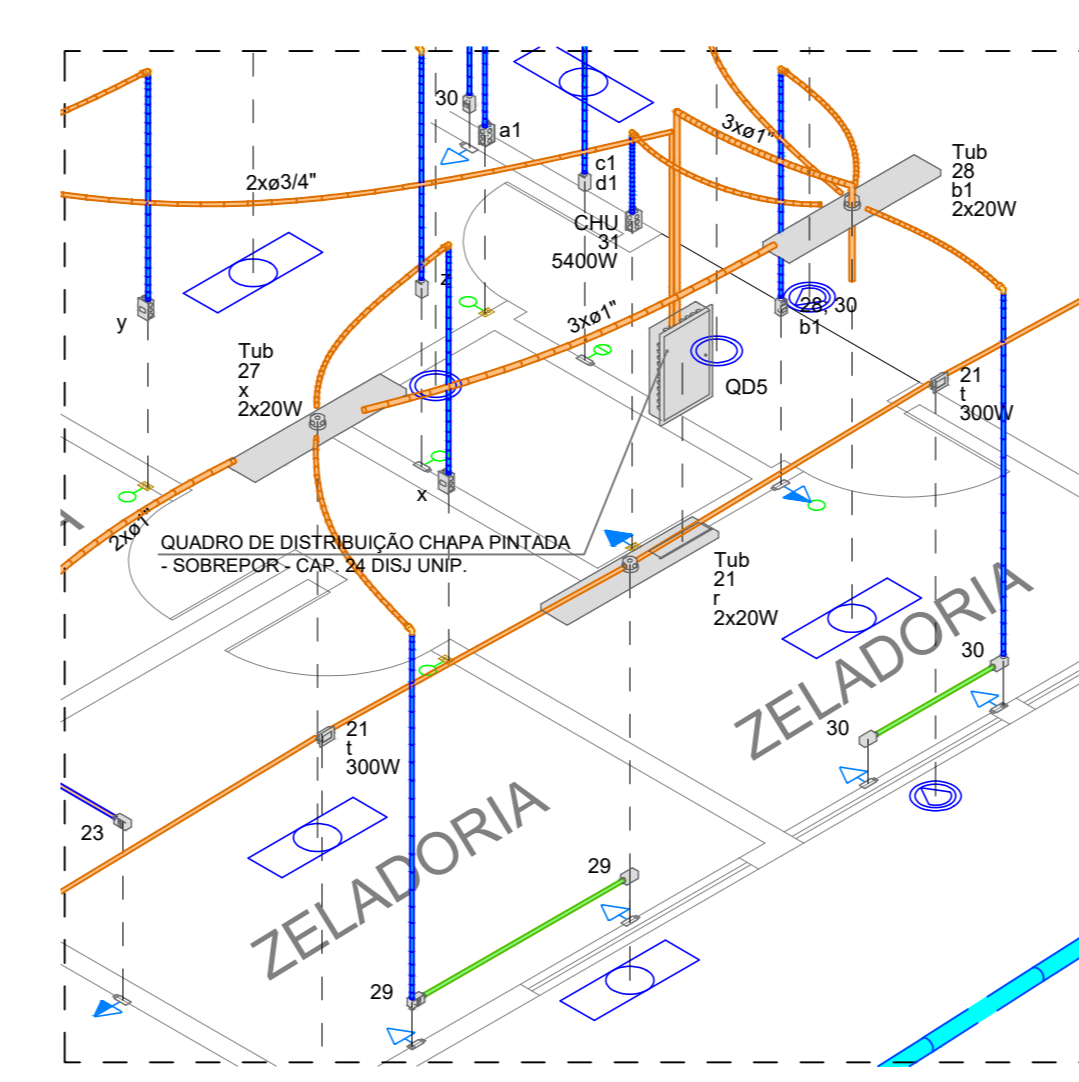 30
a1
3xø1"
c1
d1
2xø3/4"
Tub
28
b1
2x20W
CHU
31
5400W
z
28, 30
b1
y
3xø1"
Tub
27
x
2x20W
QD5
21
t
300W
x
2xø1"
QUADRO DE DISTRIBUIÇÃO CHAPA PINTADA
- SOBREPOR - CAP. 24 DISJ UNIP.
Tub
21
r
2x20W
ZELADORIA
30
30
21
t
300W
23
ZELADORIA
29
29